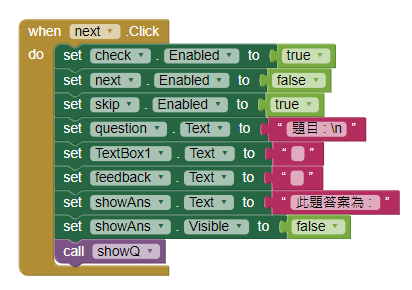 when next .Click
do set check . Enabled to true
set next . Enabled to false
set skip . Enabled to true
set question . Text to “ 題目:\n ”
set TextBox1 . Text to “ ”
set feedback . Text to “ ”
set showAns . Text to “ 此題答案為: ”
set showAns . Visible to false
call showQ